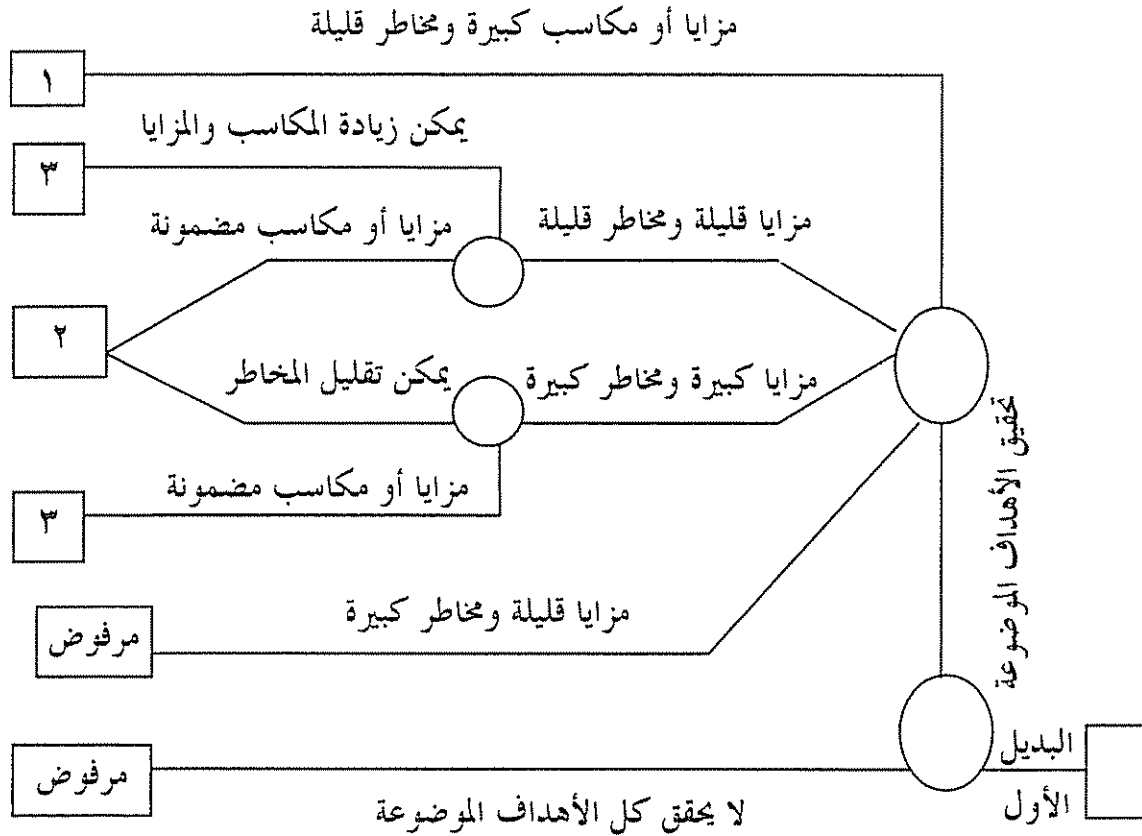 مزايا أو مكاسب كبيرة ومخاطر قليلة
١
يمكن زيادة المكاسب والمزايا
٣
مزايا قليلة ومخاطر قليلة
مزايا أو مكاسب مضمونة
٢
مزايا كبيرة ومخاطر كبيرة
يمكن تقليل المخاطر
تحقيق الأهداف الموضوعة
مزايا أو مكاسب مضمونة
٣
مزايا قليلة ومخاطر كبيرة
مرفوض
البديل
الأول
مرفوض
لا يحقق كل الأهداف الموضوعة